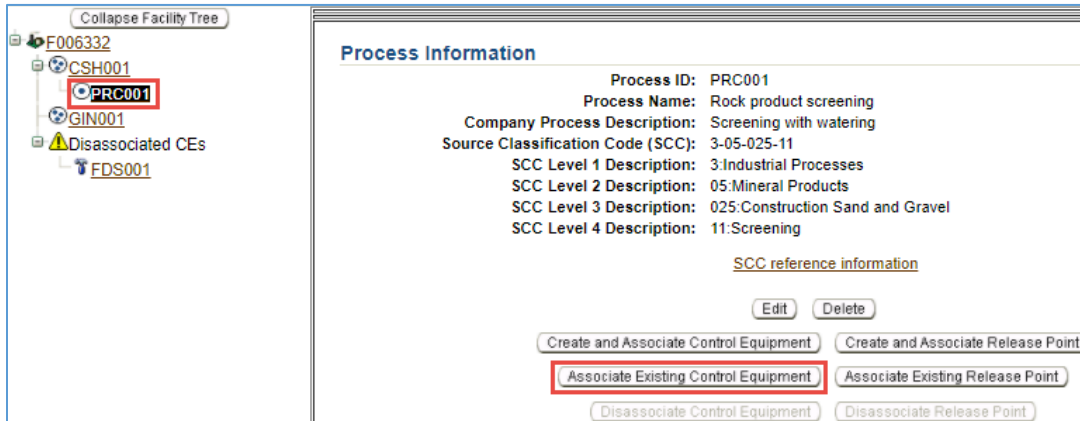 Collapse Facility Tree
F006332
CSH001
PRC001
GIN001
Disassociated CEs
FDS001
Process Information
Process ID: PRC001
Process Name: Rock product screening
Company Process Description: Screening with watering
Source Classification Code (SCC): 3-05-025-11
SCC Level 1 Description: 3:Industrial Processes
SCC Level 2 Description: 05:Mineral Products
SCC Level 3 Description: 025:Construction Sand and Gravel
SCC Level 4 Description: 11:Screening
SCC reference information
Edit Delete
Create and Associate Control Equipment Create and Associate Release Point
Associate Existing Control Equipment Associate Existing Release Point
Disassociate Control Equipment Disassociate Release Point